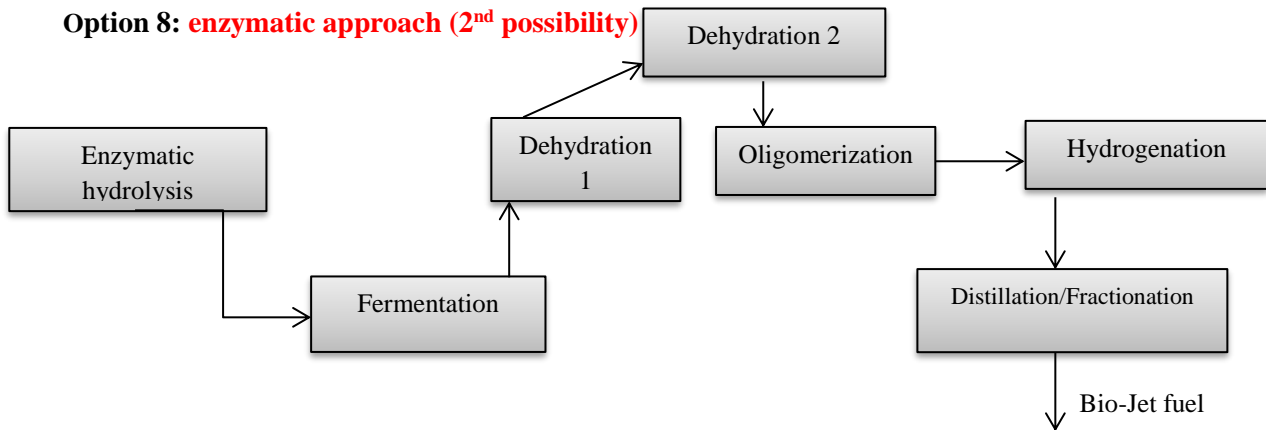 Option 8: enzymatic approach (2nd possibility)
Dehydration 2
Enzymatic
hydrolysis
Dehydration
1
Oligomerization
Hydrogenation
Fermentation
Distillation/Fractionation
Bio-Jet fuel